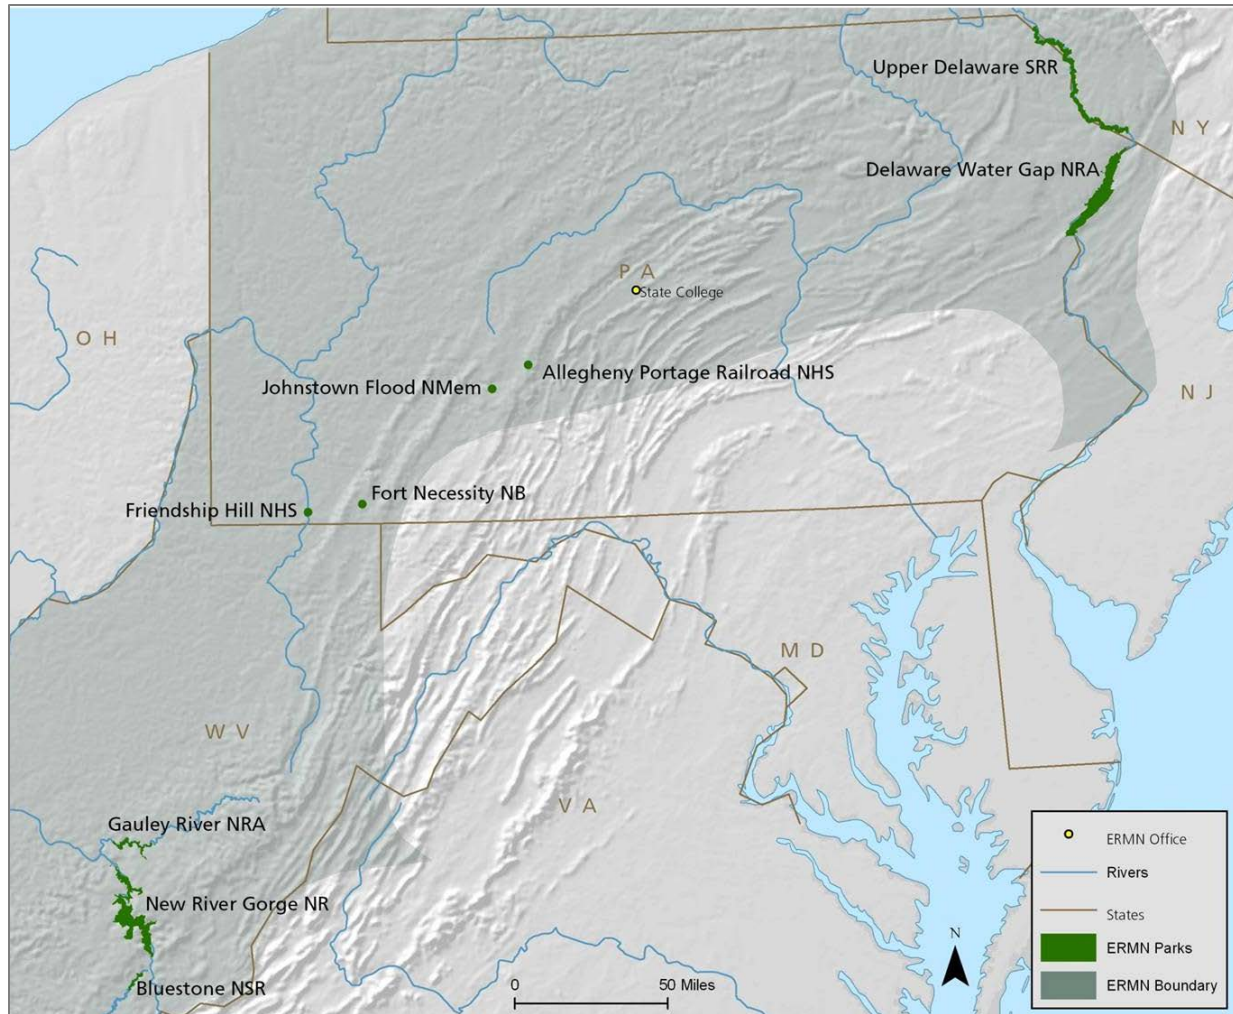 Upper Delaware SRR
N Y
Delaware Water Gap NRA
P A
State College
O H
Allegheny Portage Railroad NHS
Johnstown Flood NMem
N J
Fort Necessity NB
Friendship Hill NHS
M D
W V
V A
Gauley River NRA
New River Gorge NR
Bluestone NSR
0 50 Miles
N
ERMN Office
Rivers
States
ERMN Parks
ERMN Boundary